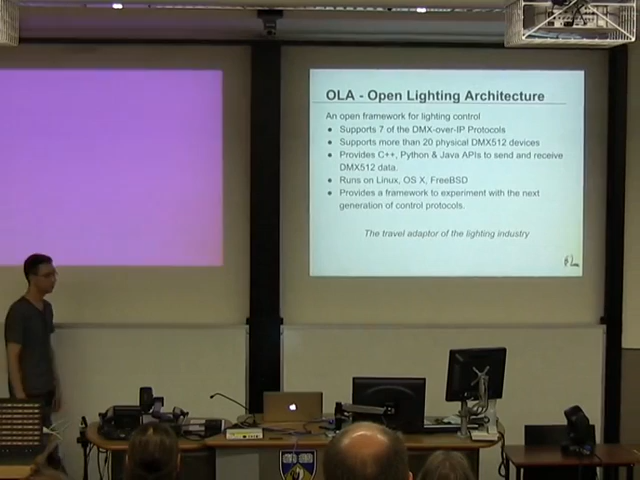 OLA - Open Lighting Architecture
An open framework for lighting control
Supports 7 of the DMX-over-IP Protocols
Supports more than 20 physical DMX512 devices
Provides C++, Python & Java APIs to send and receive
DMX512 data.
Runs on Linux, OS X, FreeBSD
Provides a framework to experiment with the next
generation of control protocols.
The travel adaptor of the lighting industry